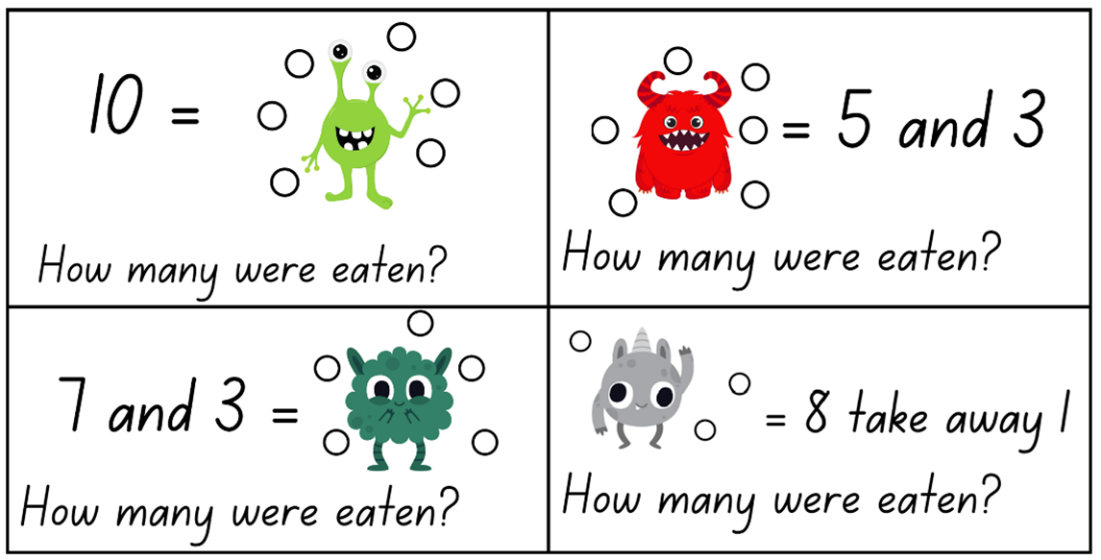 10 =
How many were eaten?
= 5 and 3
How many were eaten?
7 and 3 =
How many were eaten?
= 8 take away 1
How many were eaten?